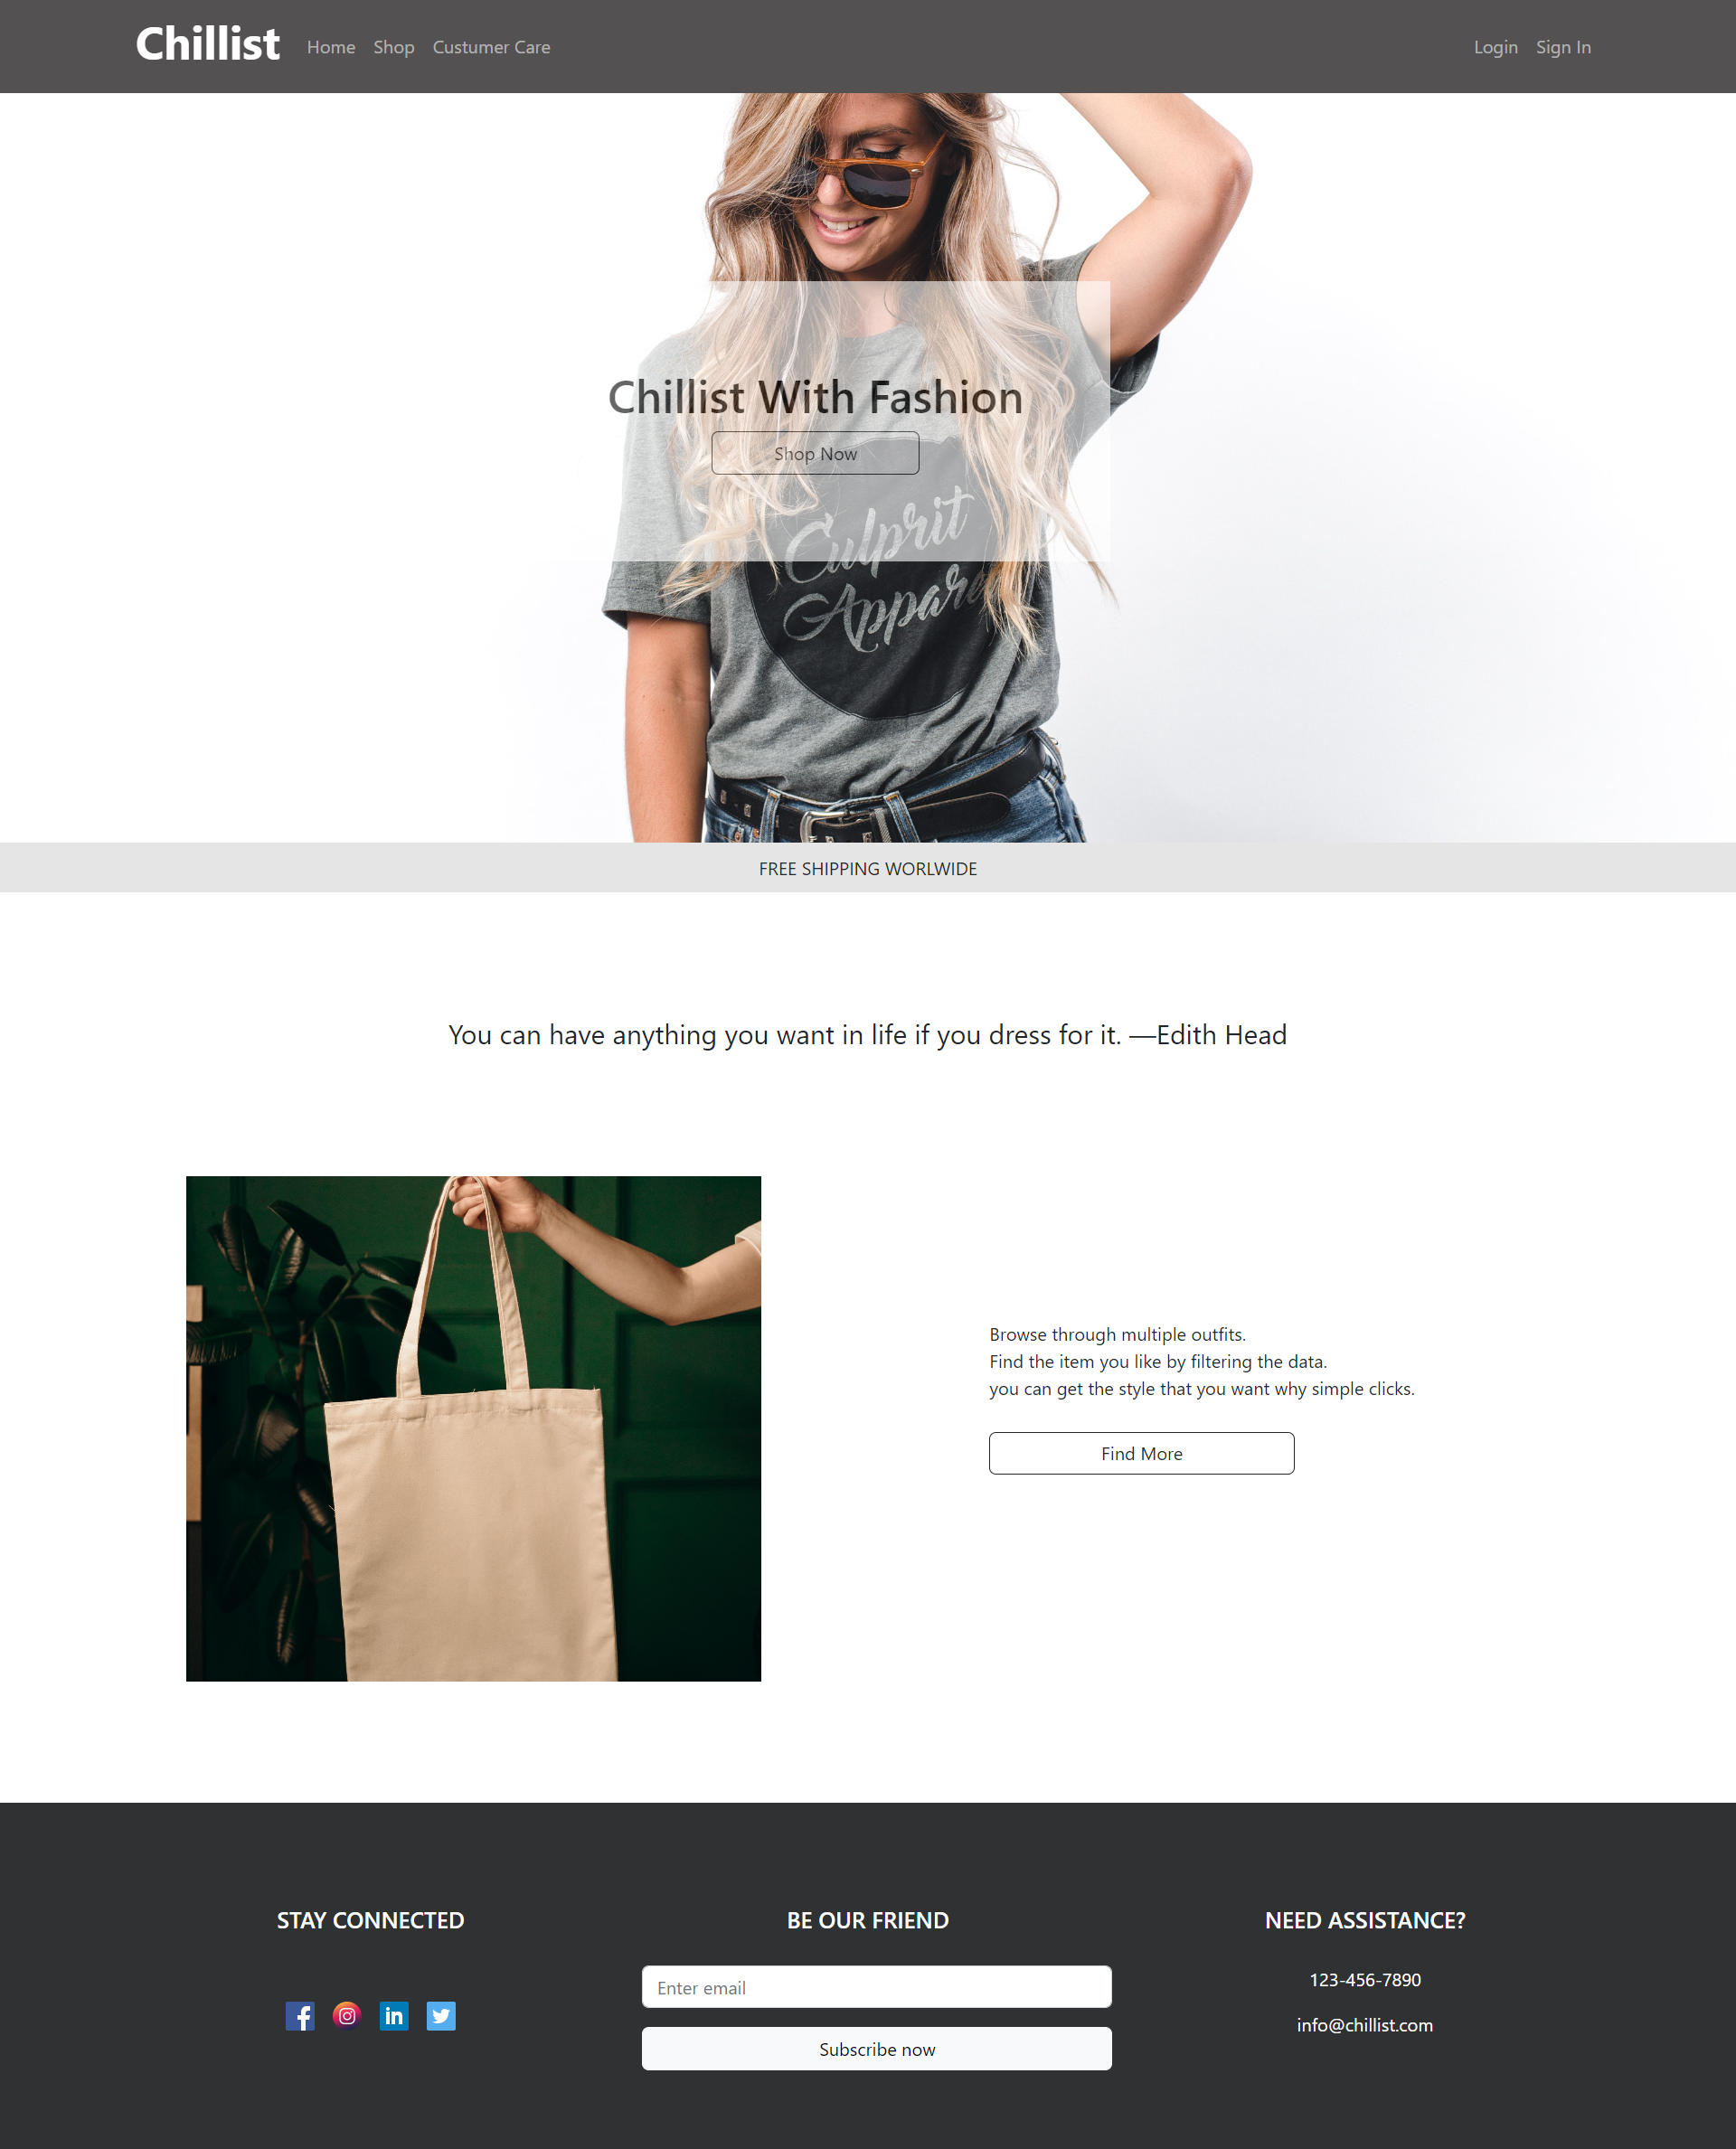 Chillist Home Shop Custumer Care Login Sign In
Chillist With Fashion
Shop Now
Culprit
Appare
FREE SHIPPING WORLWIDE
You can have anything you want in life if you dress for it. —Edith Head
Browse through multiple outfits.
Find the item you like by filtering the data.
you can get the style that you want why simple clicks.
Find More
STAY CONNECTED
BE OUR FRIEND
Enter email
Subscribe now
NEED ASSISTANCE?
123-456-7890
info@chillist.com